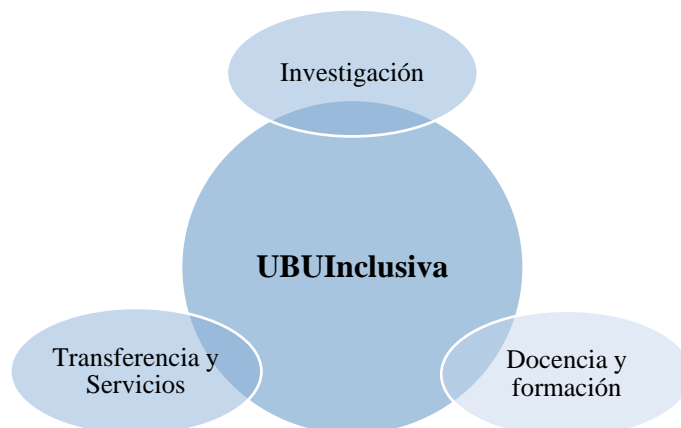 Investigación
UBUInclusiva
Transferencia y
Servicios
Docencia y
formación